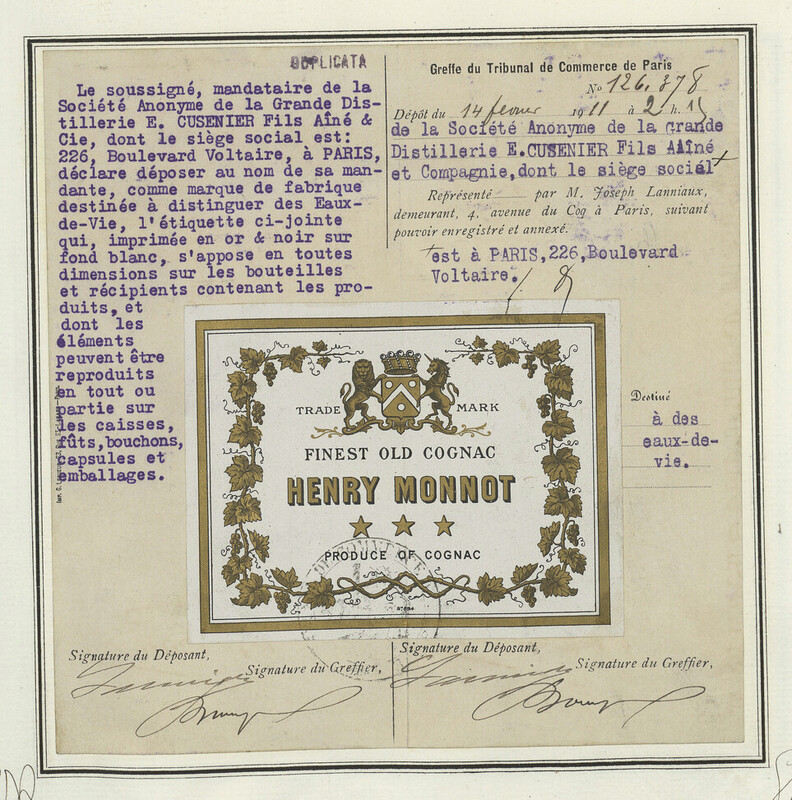 DUPLICATA
Le soussigné, mandataire de la
Société Anonyme de la Grande Dis-
tillerie E. CUSENIER Fils Aîné &
Cie, dont le siège social est:
226, Boulevard Voltaire, à PARIS,
déclare déposer au nom de sa man-
dante, comme marque de fabrique
destinée à distinguer des Eaux-
de-Vie, l'étiquette ci-jointe
qui, imprimée en or & noir sur
fond blanc, s'appose en toutes
dimensions sur les bouteilles
et récipients contenant les pro-
duits, et
dont les
éléments
peuvent être
reproduits
en tout ou
partie sur
les caisses,
fûts,bouchons,
capsules et
emballages.
Greffe du Tribunal de Commerce de Paris
No 126.378
Dépôt du 14 février 1911 à 2 h. 15
de la Société Anonyme de la Grande
Distillerie E.CUSENIER Fils Aîné
et Compagnie,dont le siège social +
Représenté par M. Joseph Lanniaux,
demeurant, 4, avenue du Coq à Paris, suivant
pouvoir enregistré et annexé.
+ est à PARIS,226,Boulevard
Voltaire.
TRADE MARK
FINEST OLD COGNAC
HENRY MONNOT
PRODUCE OF COGNAC
Destiné
à des
eaux-de-
vie.
Signature du Déposant,
Signature du Greffier,
Signature du Déposant,
Signature du Greffier,